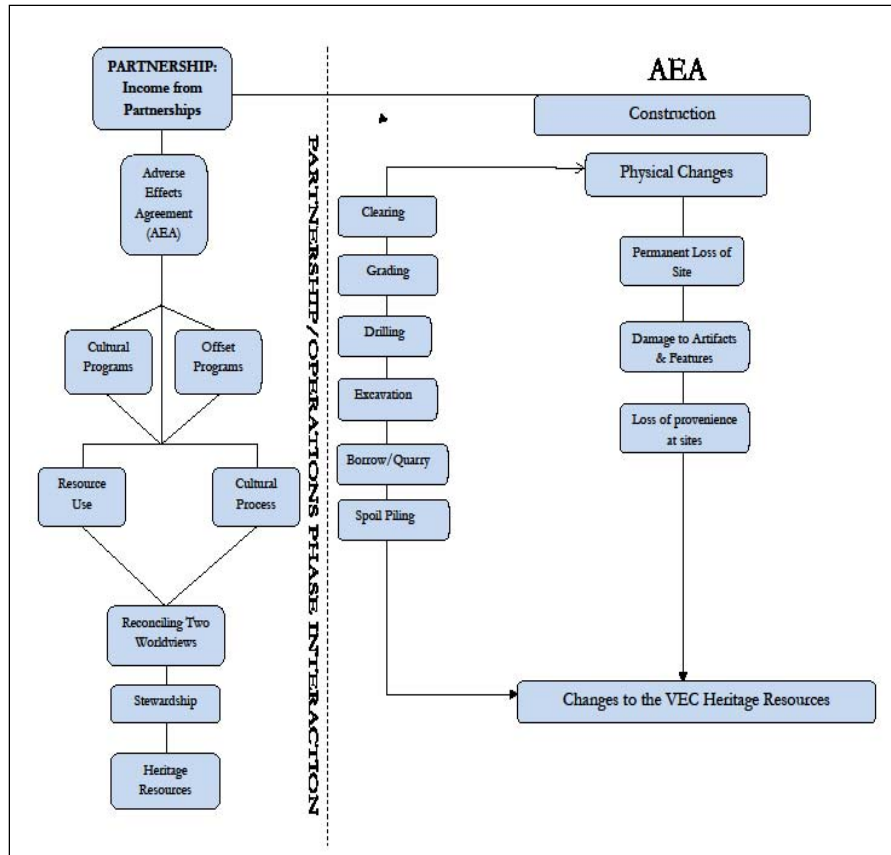 PARTNERSHIP:
Income from
Partnerships
Adverse
Effects
Agreement
(AEA)
Cultural
Programs
Offset
Programs
Resource
Use
Cultural
Process
Reconciling Two
Worldviews
Stewardship
Heritage
Resources
PARTNERSHIP/OPERATIONS PHASE INTERACTION
AEA
Construction
Physical Changes
Clearing
Grading
Drilling
Excavation
Borrow/Quarry
Spoil Piling
Permanent Loss of
Site
Damage to Artifacts
& Features
Loss of provenience
at sites
Changes to the VEC Heritage Resources